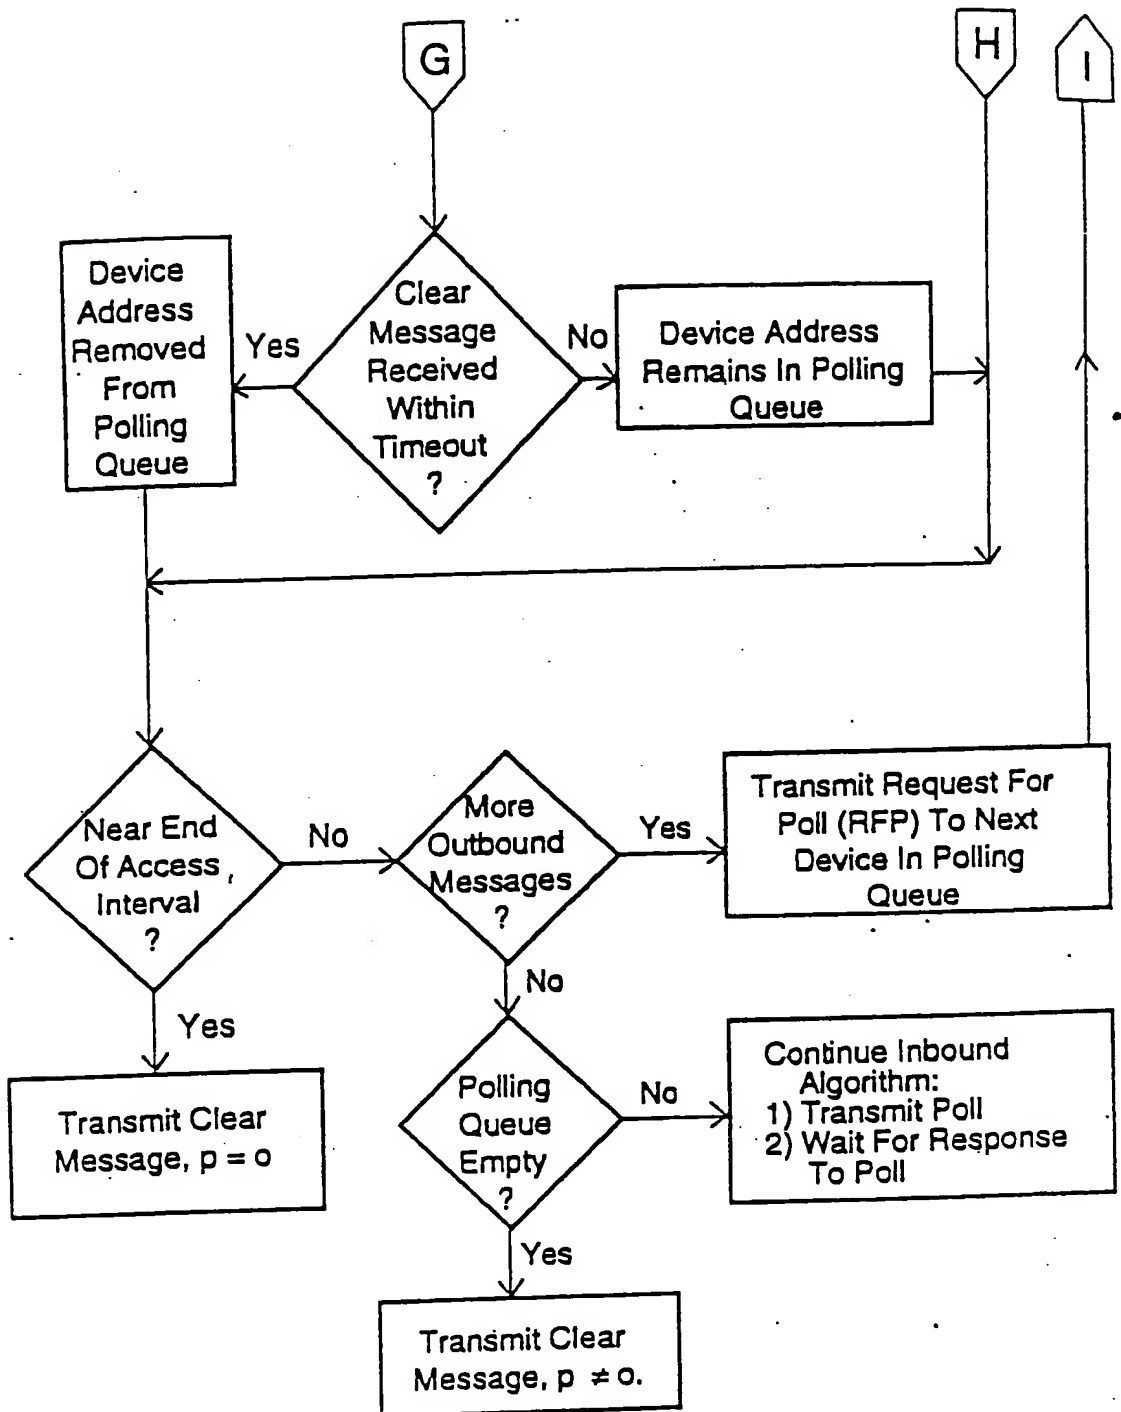 G
H
I
Device
Address
Removed
From
Polling
Queue
Yes
Clear
Message
Received
Within
Timeout
?
No
Device Address
Remains In Polling
Queue
Near End
Of Access
Interval
?
No
More
Outbound
Messages
?
Yes
Transmit Request For
Poll (RFP) To Next
Device In Polling
Queue
Yes
No
Transmit Clear
Message, p = o
Polling
Queue
Empty
?
No
Continue Inbound
Algorithm:
1) Transmit Poll
2) Wait For Response
To Poll
Yes
Transmit Clear
Message, p ≠ o.